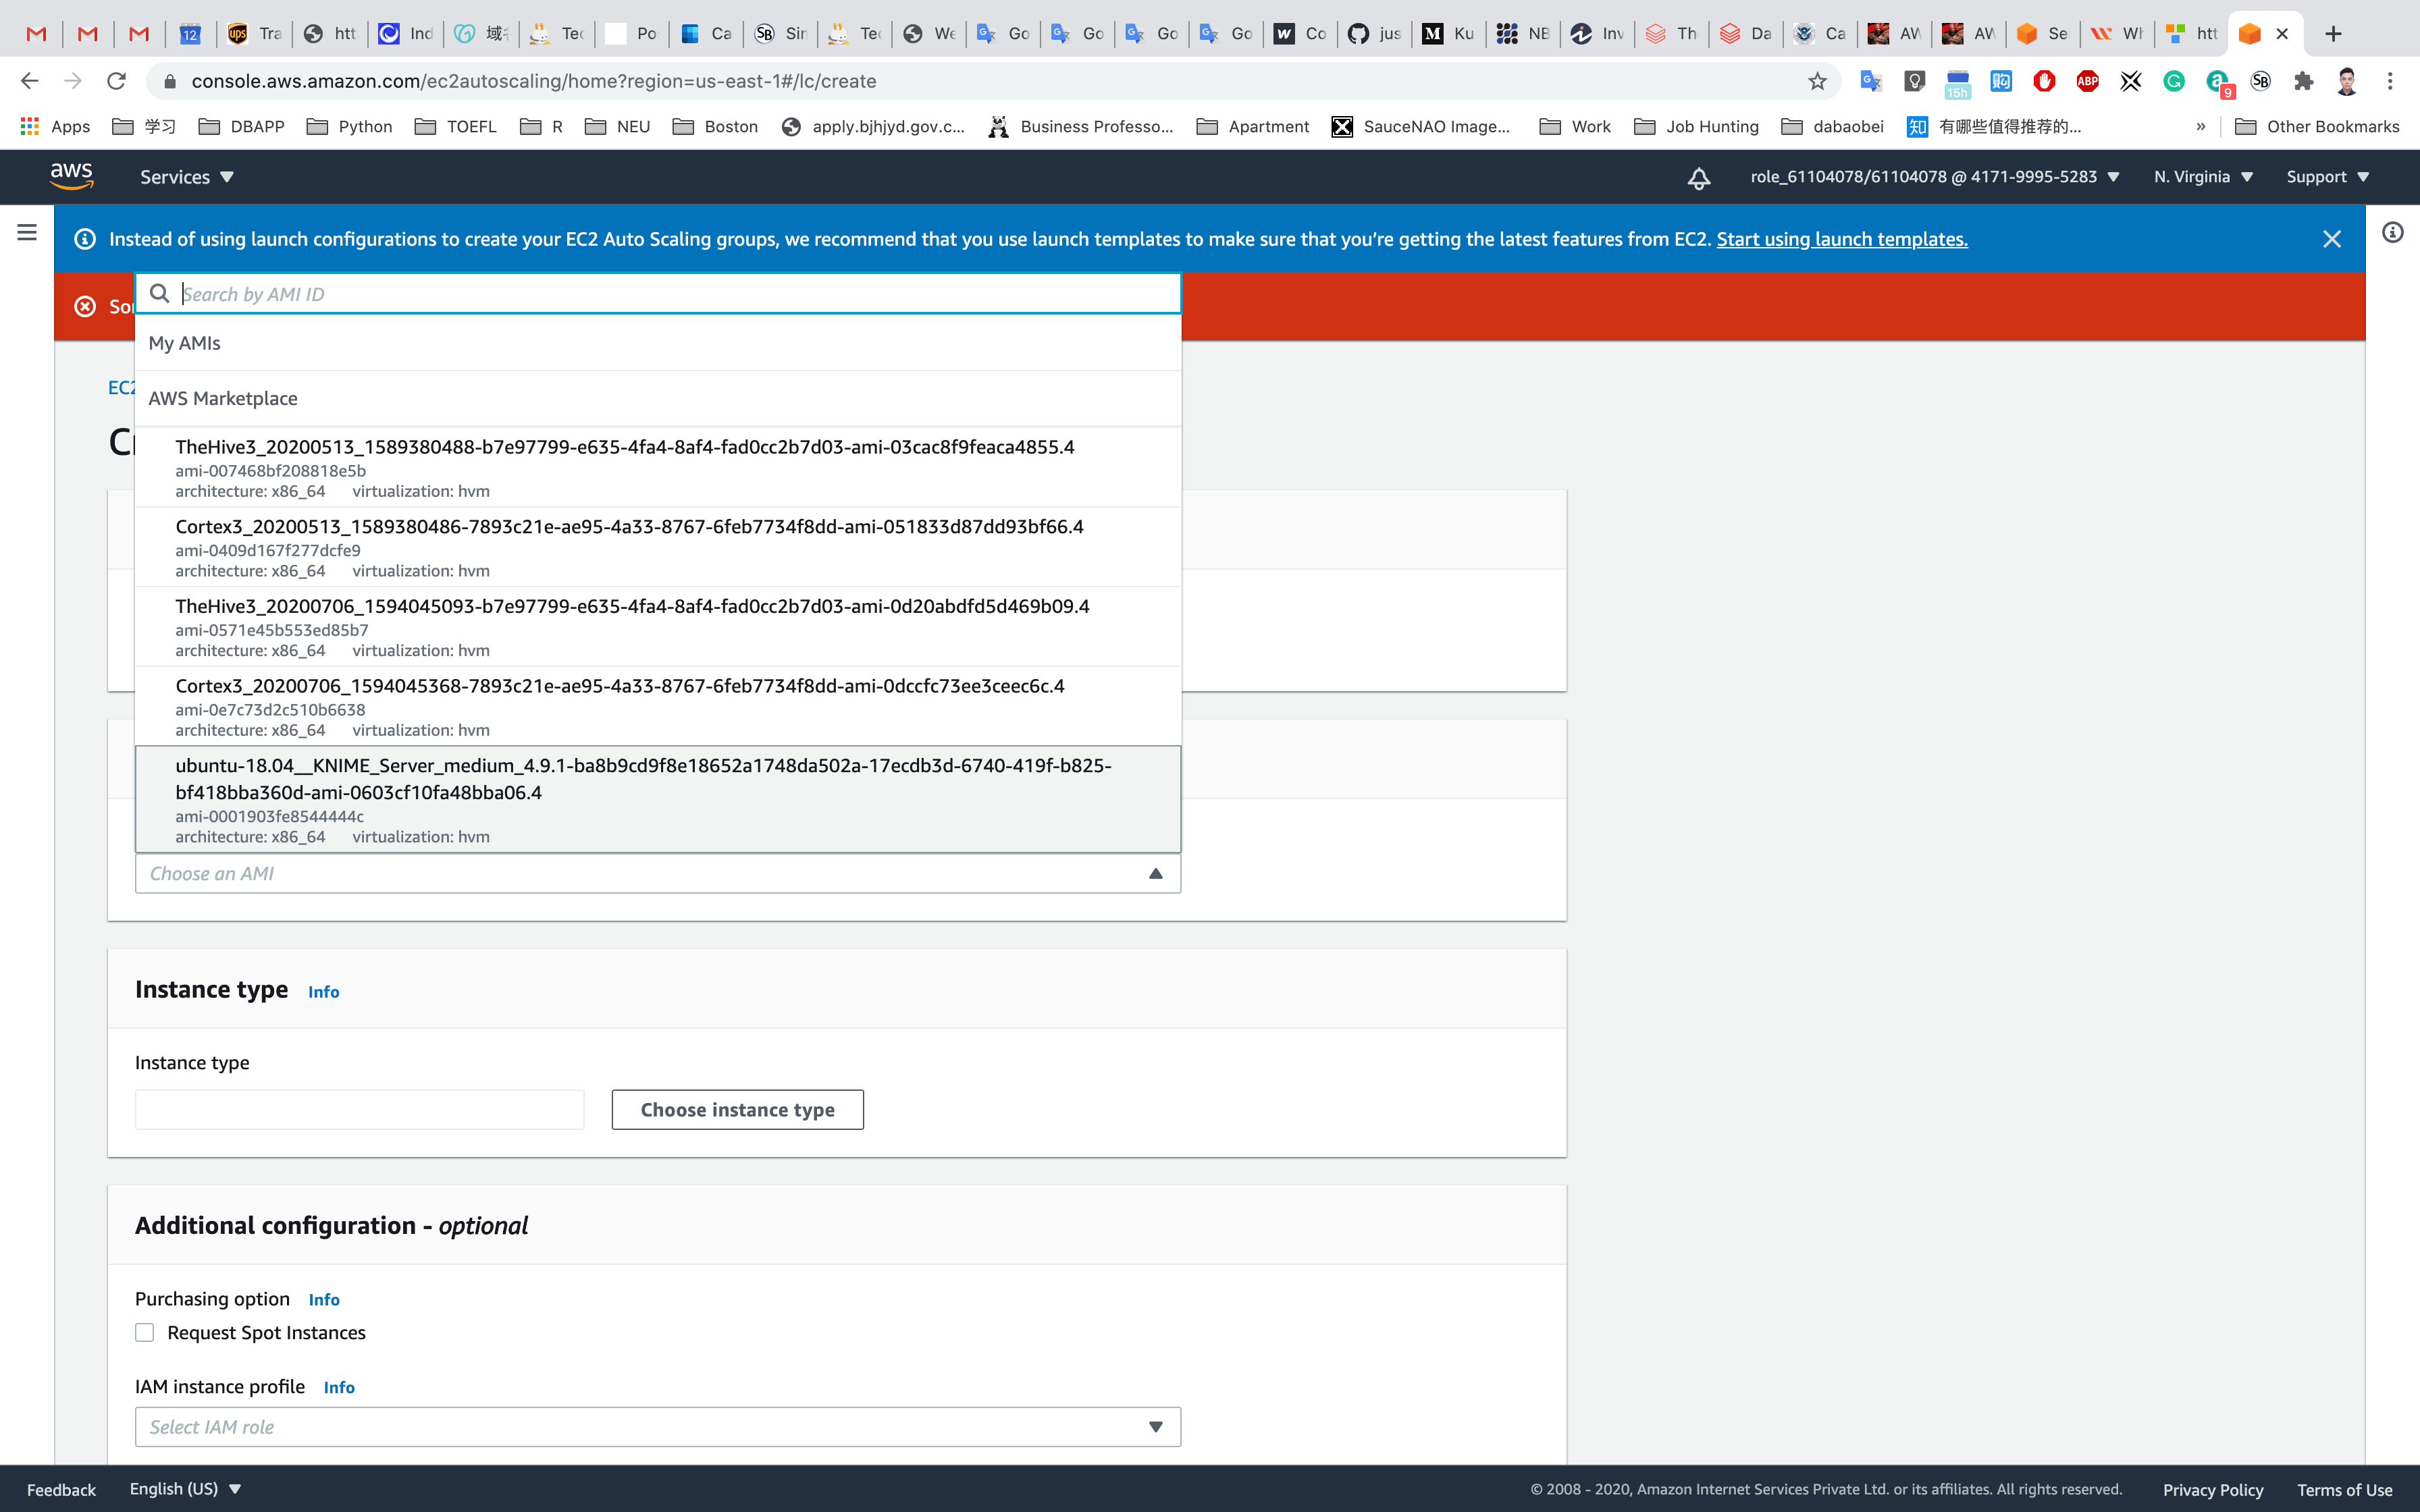 12
Tra
htt
Ind
Tec
Po
Ca
SB
Sin
Tec
We
Go
Go
Go
Go
Co
jus
Ku
NB
Inv
Th
Da
Ca
AW
AW
Se
Wh
htt
console.aws.amazon.com/ec2autoscaling/home?region=us-east-1#/lc/create
15h
ABP
9
SB
Apps
学习
DBAPP
Python
TOEFL
R
NEU
Boston
apply.bjhjyd.gov.c...
Business Professo...
Apartment
SauceNAO Image...
Work
Job Hunting
dabaobei
知 有哪些值得推荐的...
»
Other Bookmarks
aws
Services
role_61104078/61104078 @ 4171-9995-5283
N. Virginia
Support
Instead of using launch configurations to create your EC2 Auto Scaling groups, we recommend that you use launch templates to make sure that you're getting the latest features from EC2. Start using launch templates.
Search by AMI ID
My AMIs
EC2
AWS Marketplace
TheHive3_20200513_1589380488-b7e97799-e635-4fa4-8af4-fad0cc2b7d03-ami-03cac8f9feaca4855.4
ami-007468bf208818e5b
architecture: x86_64 virtualization: hvm
Cortex3_20200513_1589380486-7893c21e-ae95-4a33-8767-6feb7734f8dd-ami-051833d87dd93bf66.4
ami-0409d167f277dcfe9
architecture: x86_64 virtualization: hvm
TheHive3_20200706_1594045093-b7e97799-e635-4fa4-8af4-fad0cc2b7d03-ami-0d20abdfd5d469b09.4
ami-0571e45b553ed85b7
architecture: x86_64 virtualization: hvm
Cortex3_20200706_1594045368-7893c21e-ae95-4a33-8767-6feb7734f8dd-ami-0dccfc73ee3ceec6c.4
ami-0e7c73d2c510b6638
architecture: x86_64 virtualization: hvm
ubuntu-18.04__KNIME_Server_medium_4.9.1-ba8b9cd9f8e18652a1748da502a-17ecdb3d-6740-419f-b825-
bf418bba360d-ami-0603cf10fa48bba06.4
ami-0001903fe8544444c
architecture: x86_64 virtualization: hvm
Choose an AMI
Instance type Info
Instance type
Choose instance type
Additional configuration - optional
Purchasing option Info
Request Spot Instances
IAM instance profile Info
Select IAM role
Feedback
English (US)
© 2008 - 2020, Amazon Internet Services Private Ltd. or its affiliates. All rights reserved.
Privacy Policy
Terms of Use